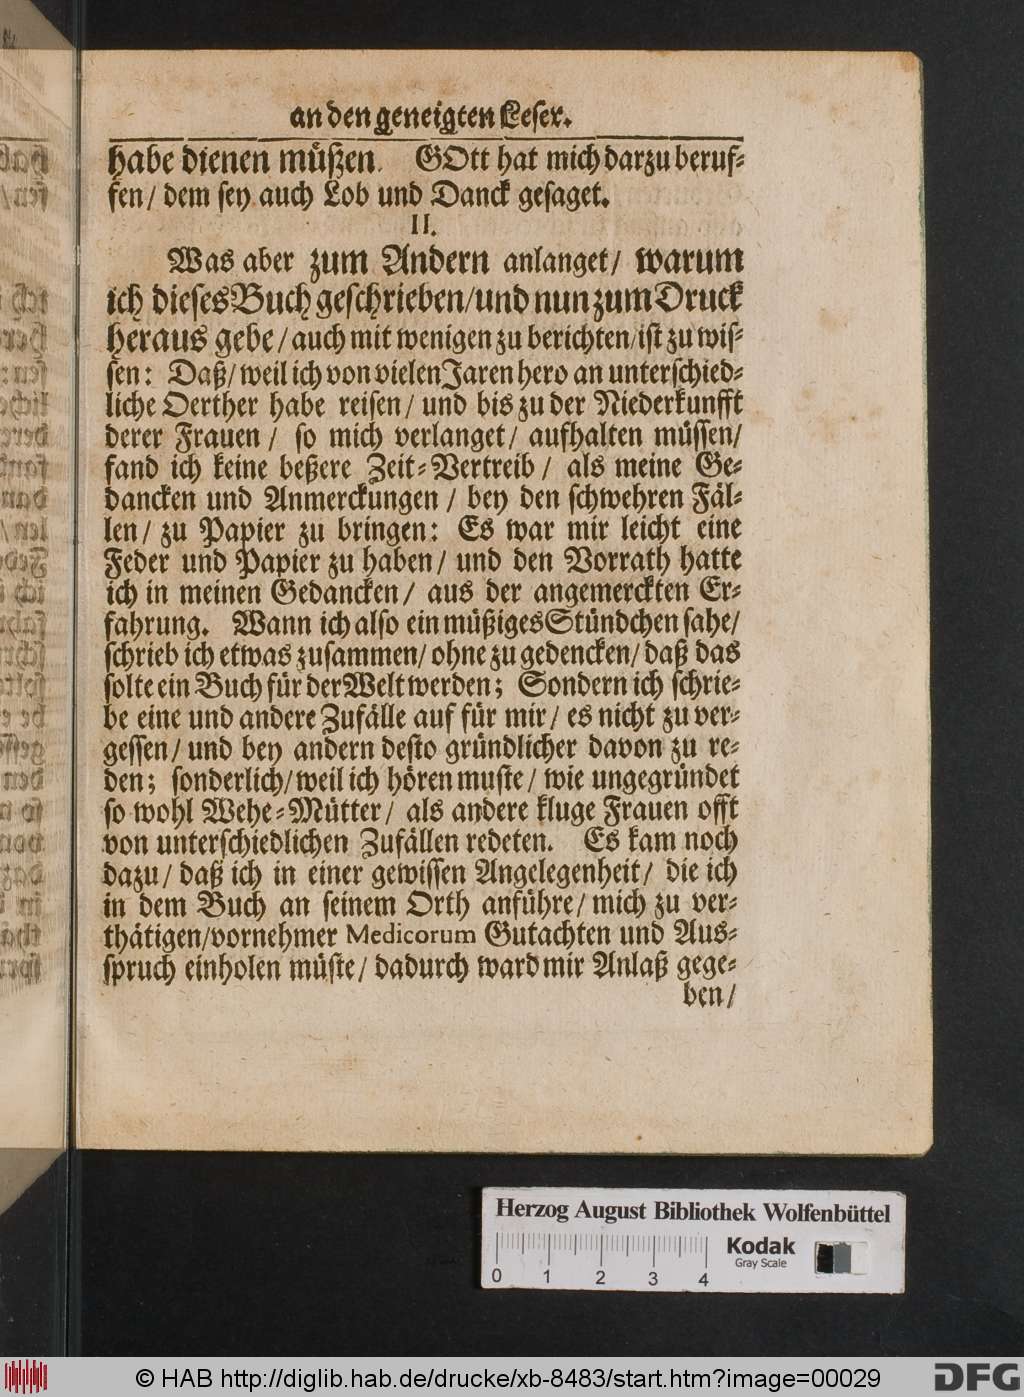 an den geneigten Leser.
habe dienen müßen. GOtt hat mich darzu beruf-
fen/ dem sey auch Lob und Danck gesaget.
II.
Was aber zum Andern anlanget/ warum
ich dieses Buch geschrieben/und nun zum Druck
heraus gebe/auch mit wenigen zu berichten/ist zu wis-
sen: Daß/weil ich von vielen Jaren hero an unterschied-
liche Oerther habe reisen/ und bis zu der Niederkunfft
derer Frauen/ so mich verlanget/ aufhalten müssen/
fand ich keine beßere Zeit-Vertreib/ als meine Ge-
dancken und Anmerckungen/ bey den schwehren Fäl-
len/ zu Papier zu bringen: Es war mir leicht eine
Feder und Papier zu haben/ und den Vorrath hatte
ich in meinen Gedancken/ aus der angemerckten Er-
fahrung. Wann ich also ein müßiges Stündchen sahe/
schrieb ich etwas zusammen/ ohne zu gedencken/ daß das
solte ein Buch für der Welt werden; Sondern ich schrie-
be eine und andere Zufälle auf für mir/ es nicht zu ver-
gessen/ und bey andern desto gründlicher davon zu re-
den; sonderlich/weil ich hören muste/ wie ungegründet
so wohl Wehe-Mütter/ als andere kluge Frauen offt
von unterschiedlichen Zufällen redeten. Es kam noch
dazu/ daß ich in einer gewissen Angelegenheit/ die ich
in dem Buch an seinem Orth anführe/ mich zu ver-
thätigen/vornehmer Medicorum Gutachten und Aus-
spruch einholen müste/ dadurch ward mir Anlaß gege-
ben/
Herzog August Bibliothek Wolfenbüttel
Kodak
Gray Scale
0 1 2 3 4
© HAB http://diglib.hab.de/drucke/xb-8483/start.htm?image=00029
DFG